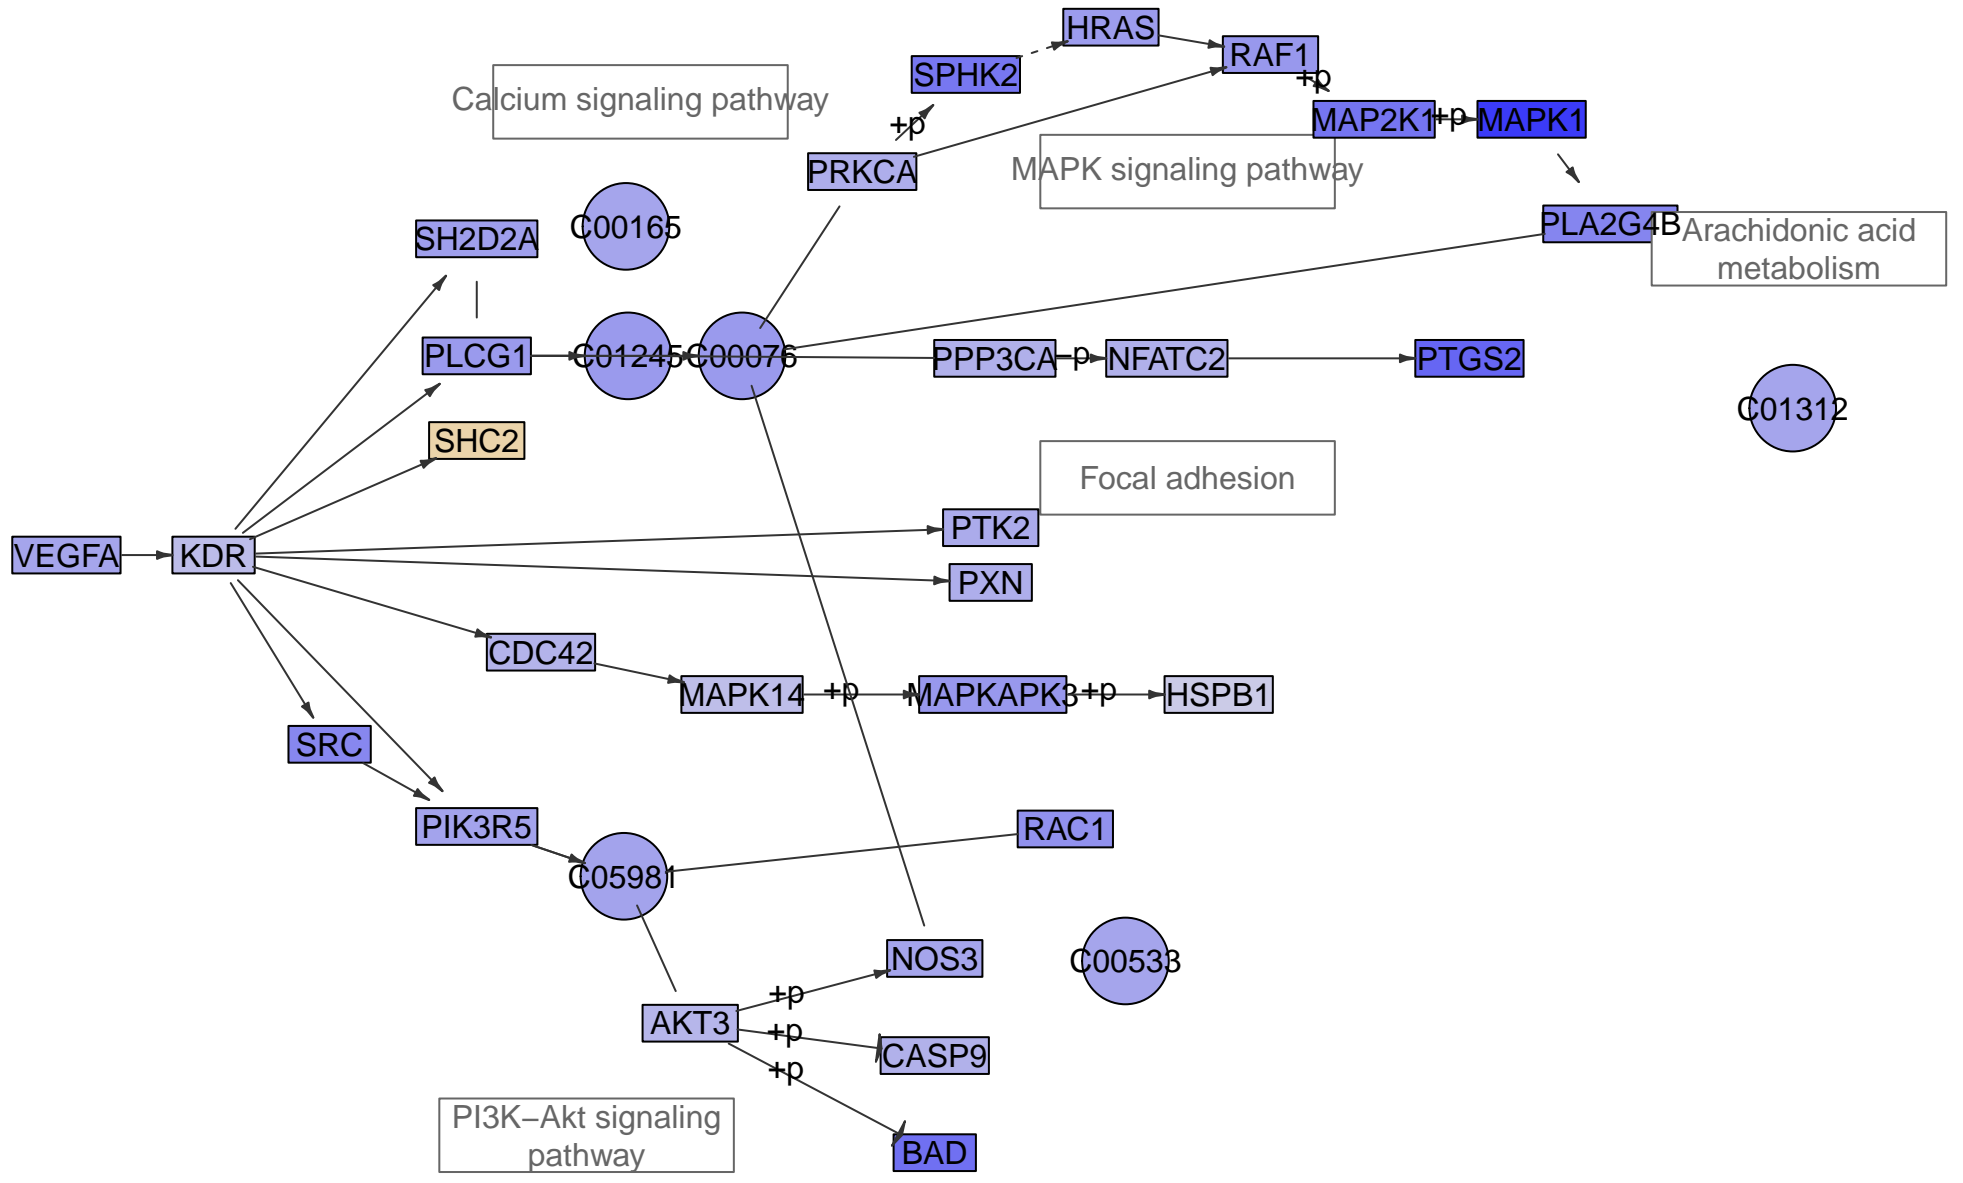 HRAS
RAF1
SPHK2
+p
Calcium signaling pathway
+p
MAP2K1
+p
MAPK1
PRKCA
MAPK signaling pathway
C00165
SH2D2A
PLA2G4B
Arachidonic acid
metabolism
PLCG1
C01245
C00076
PPP3CA
−p
NFATC2
PTGS2
C01312
SHC2
Focal adhesion
PTK2
VEGFA
KDR
PXN
CDC42
MAPK14
+p
MAPKAPK3
+p
HSPB1
SRC
PIK3R5
RAC1
C05981
NOS3
C00533
+p
AKT3
+p
CASP9
+p
PI3K−Akt signaling
pathway
BAD